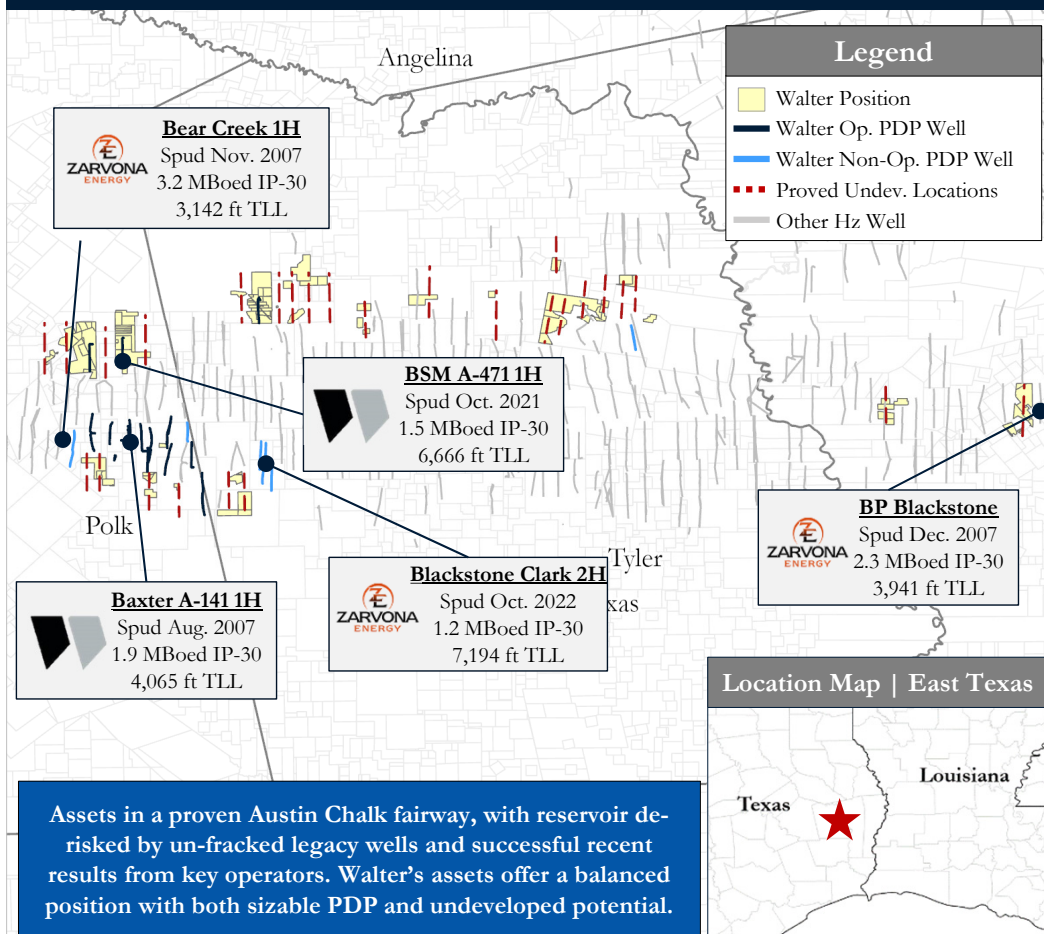 Angelina
Legend
Walter Position
Walter Op. PDP Well
Walter Non-Op. PDP Well
Proved Undev. Locations
Other Hz Well
ZARVONA
ENERGY
Bear Creek 1H
Spud Nov. 2007
3.2 MBoed IP-30
3,142 ft TLL
BSM A-471 1H
Spud Oct. 2021
1.5 MBoed IP-30
6,666 ft TLL
Polk
ZARVONA
ENERGY
BP Blackstone
Spud Dec. 2007
2.3 MBoed IP-30
3,941 ft TLL
Tyler
xas
Baxter A-141 1H
Spud Aug. 2007
1.9 MBoed IP-30
4,065 ft TLL
ZARVONA
ENERGY
Blackstone Clark 2H
Spud Oct. 2022
1.2 MBoed IP-30
7,194 ft TLL
Location Map | East Texas
Texas
Louisiana
Assets in a proven Austin Chalk fairway, with reservoir de-
risked by un-fracked legacy wells and successful recent
results from key operators. Walter's assets offer a balanced
position with both sizable PDP and undeveloped potential.